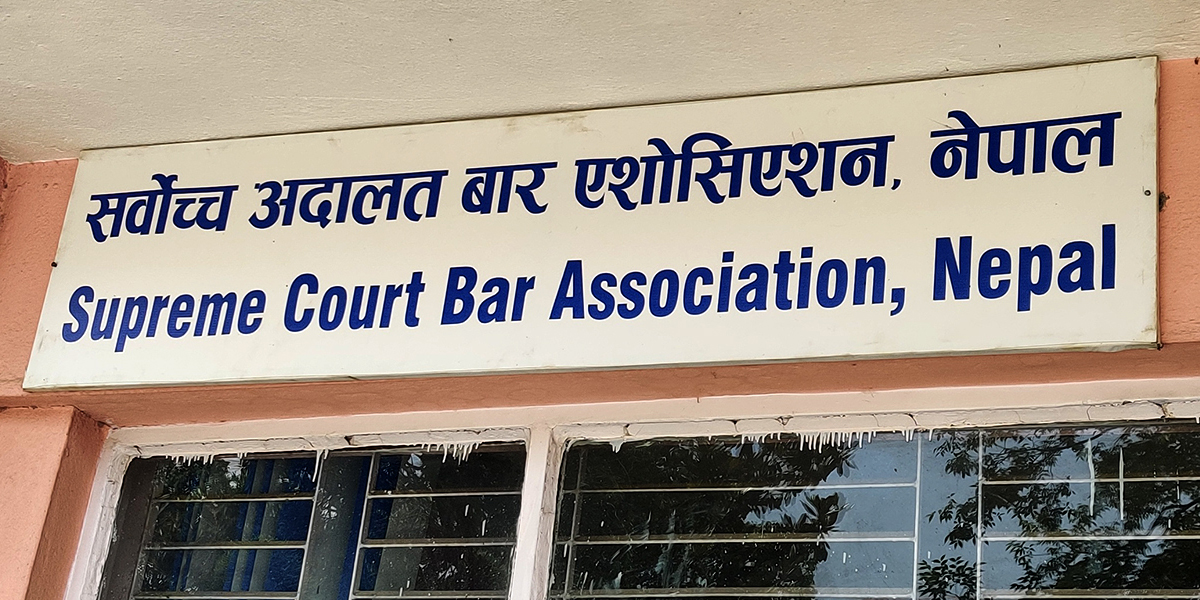 सर्वोच्च अदालत बार एशोसिएशन, नेपाल
Supreme Court Bar Association, Nepal